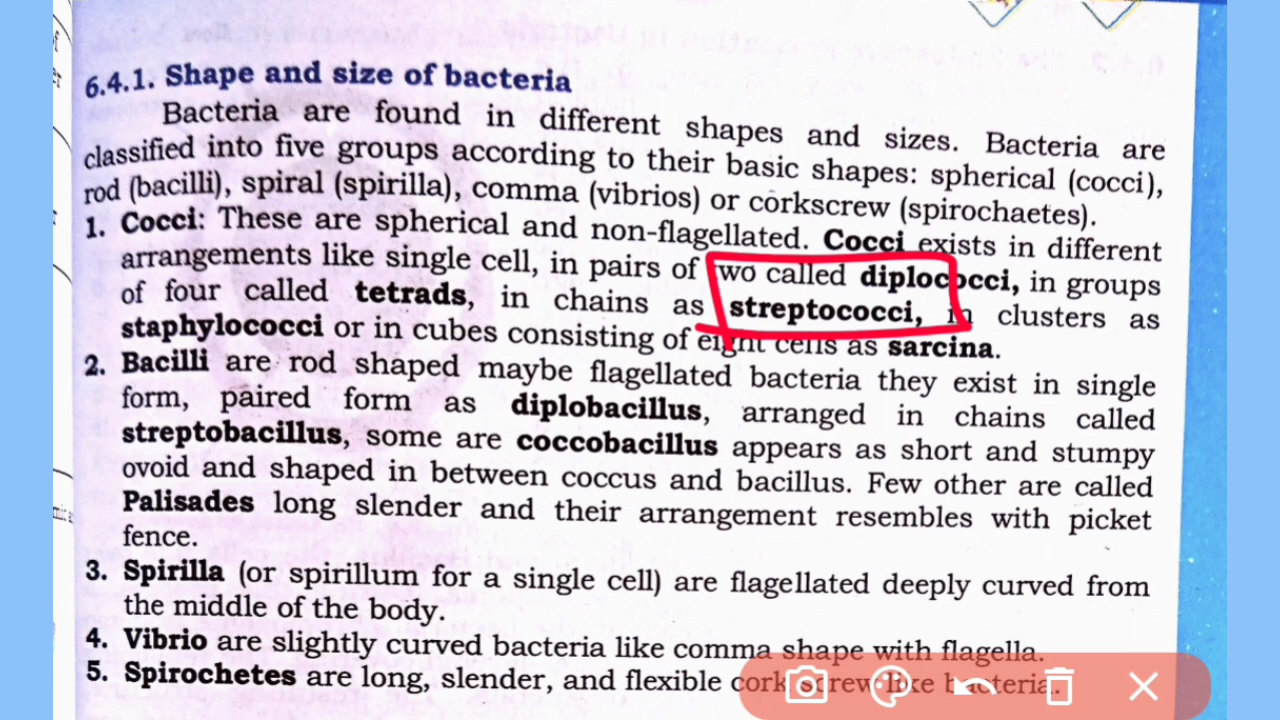 6.4.1. Shape and size of bacteria
Bacteria are found in different shapes and sizes. Bacteria are
classified into five groups according to their basic shapes: spherical (cocci),
rod (bacilli), spiral (spirilla), comma (vibrios) or corkscrew (spirochaetes).
1. Cocci: These are spherical and non-flagellated. Cocci exists in different
arrangements like single cell, in pairs of two called diplococci, in groups
of four called tetrads, in chains as streptococci, in clusters as
staphylococci or in cubes consisting of eight cells as sarcina.
2. Bacilli are rod shaped maybe flagellated bacteria they exist in single
form, paired form as diplobacillus, arranged in chains called
streptobacillus, some are coccobacillus appears as short and stumpy
ovoid and shaped in between coccus and bacillus. Few other are called
Palisades long slender and their arrangement resembles with picket
fence.
3. Spirilla (or spirillum for a single cell) are flagellated deeply curved from
the middle of the body.
4. Vibrio are slightly curved bacteria like comma shape with flagella.
5. Spirochetes are long, slender, and flexible cork screw like bacteria.